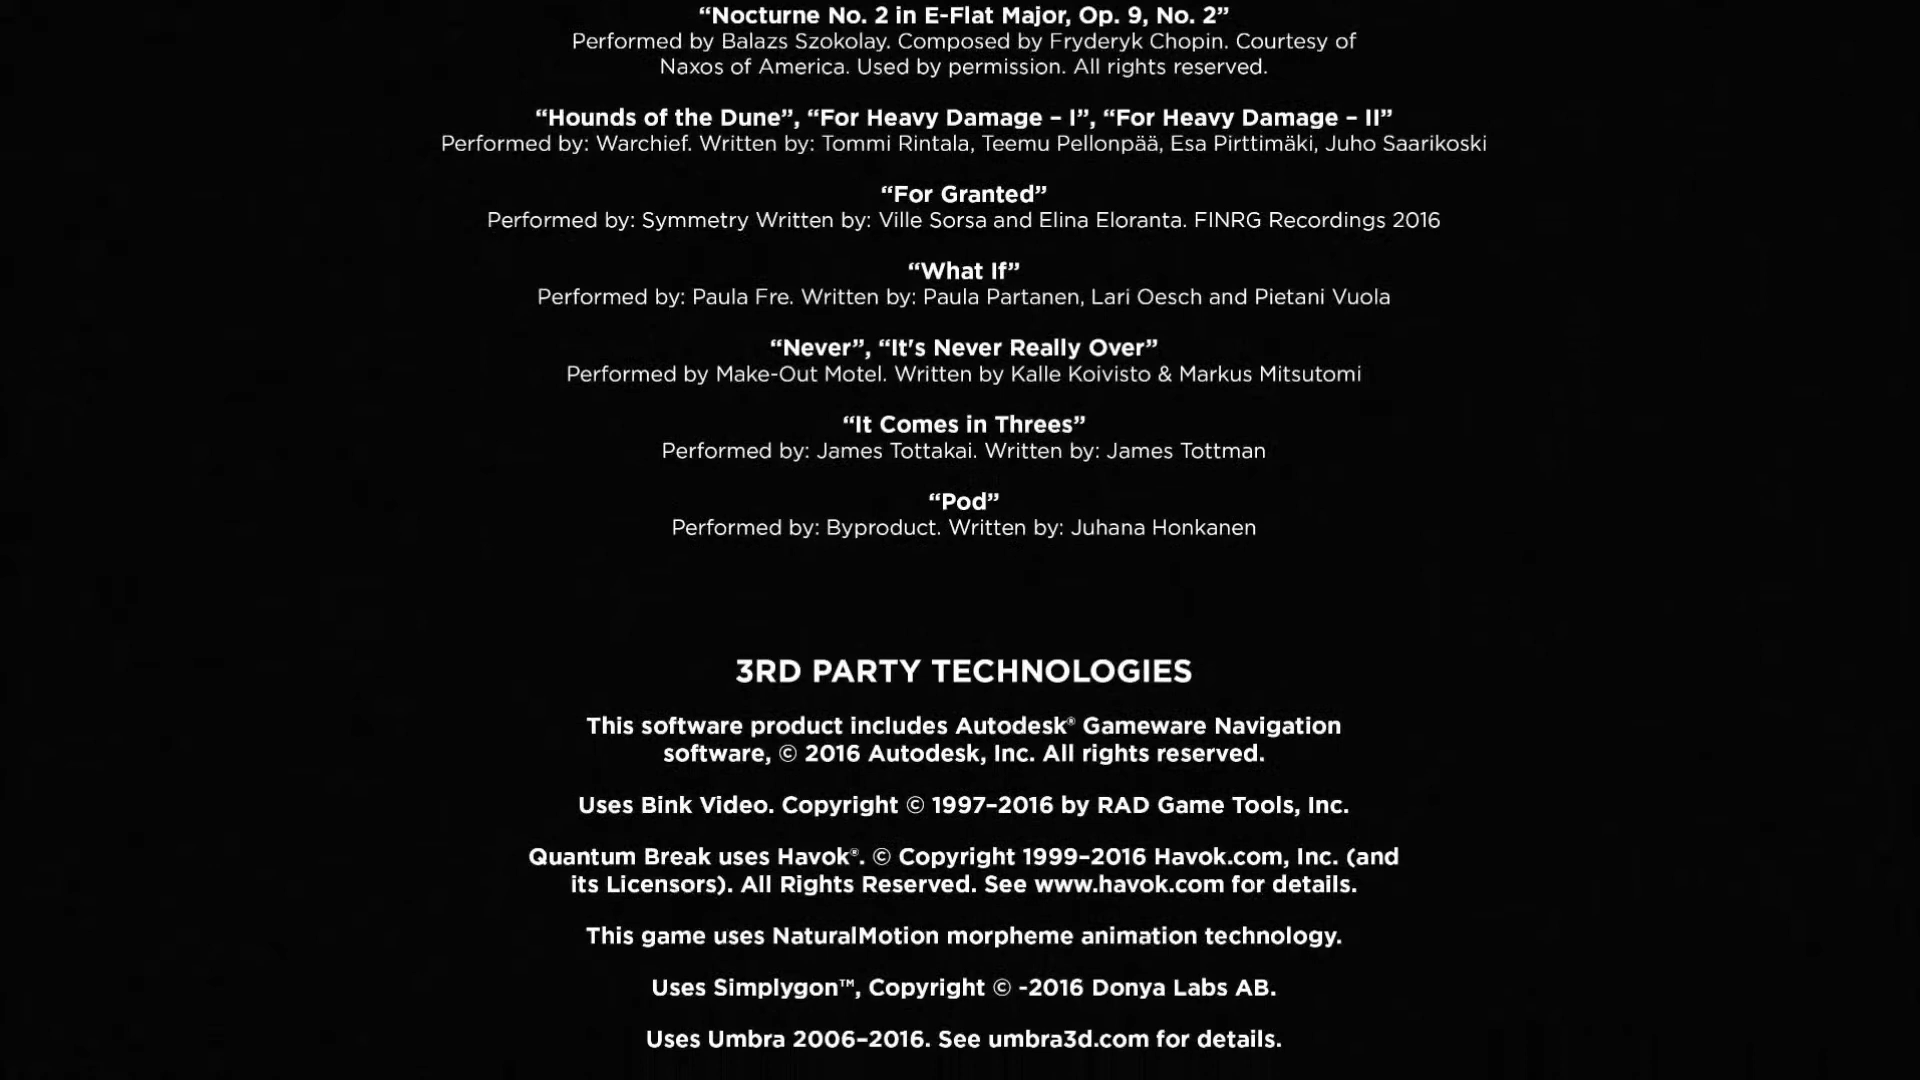 “Nocturne No. 2 in E-Flat Major, Op. 9, No. 2”
Performed by Balazs Szokolay. Composed by Fryderyk Chopin. Courtesy of
Naxos of America. Used by permission. All rights reserved.
“Hounds of the Dune”, “For Heavy Damage – I”, “For Heavy Damage – II”
Performed by: Warchief. Written by: Tommi Rintala, Teemu Pellonpää, Esa Pirttimäki, Juho Saarikoski
“For Granted”
Performed by: Symmetry Written by: Ville Sorsa and Elina Eloranta. FINRG Recordings 2016
“What If”
Performed by: Paula Fre. Written by: Paula Partanen, Lari Oesch and Pietani Vuola
“Never”, “It's Never Really Over”
Performed by Make-Out Motel. Written by Kalle Koivisto & Markus Mitsutomi
“It Comes in Threes”
Performed by: James Tottakai. Written by: James Tottman
“Pod”
Performed by: Byproduct. Written by: Juhana Honkanen
3RD PARTY TECHNOLOGIES
This software product includes Autodesk® Gameware Navigation
software, © 2016 Autodesk, Inc. All rights reserved.
Uses Bink Video. Copyright © 1997–2016 by RAD Game Tools, Inc.
Quantum Break uses Havok®. © Copyright 1999–2016 Havok.com, Inc. (and
its Licensors). All Rights Reserved. See www.havok.com for details.
This game uses NaturalMotion morpheme animation technology.
Uses Simplygon™, Copyright © -2016 Donya Labs AB.
Uses Umbra 2006–2016. See umbra3d.com for details.